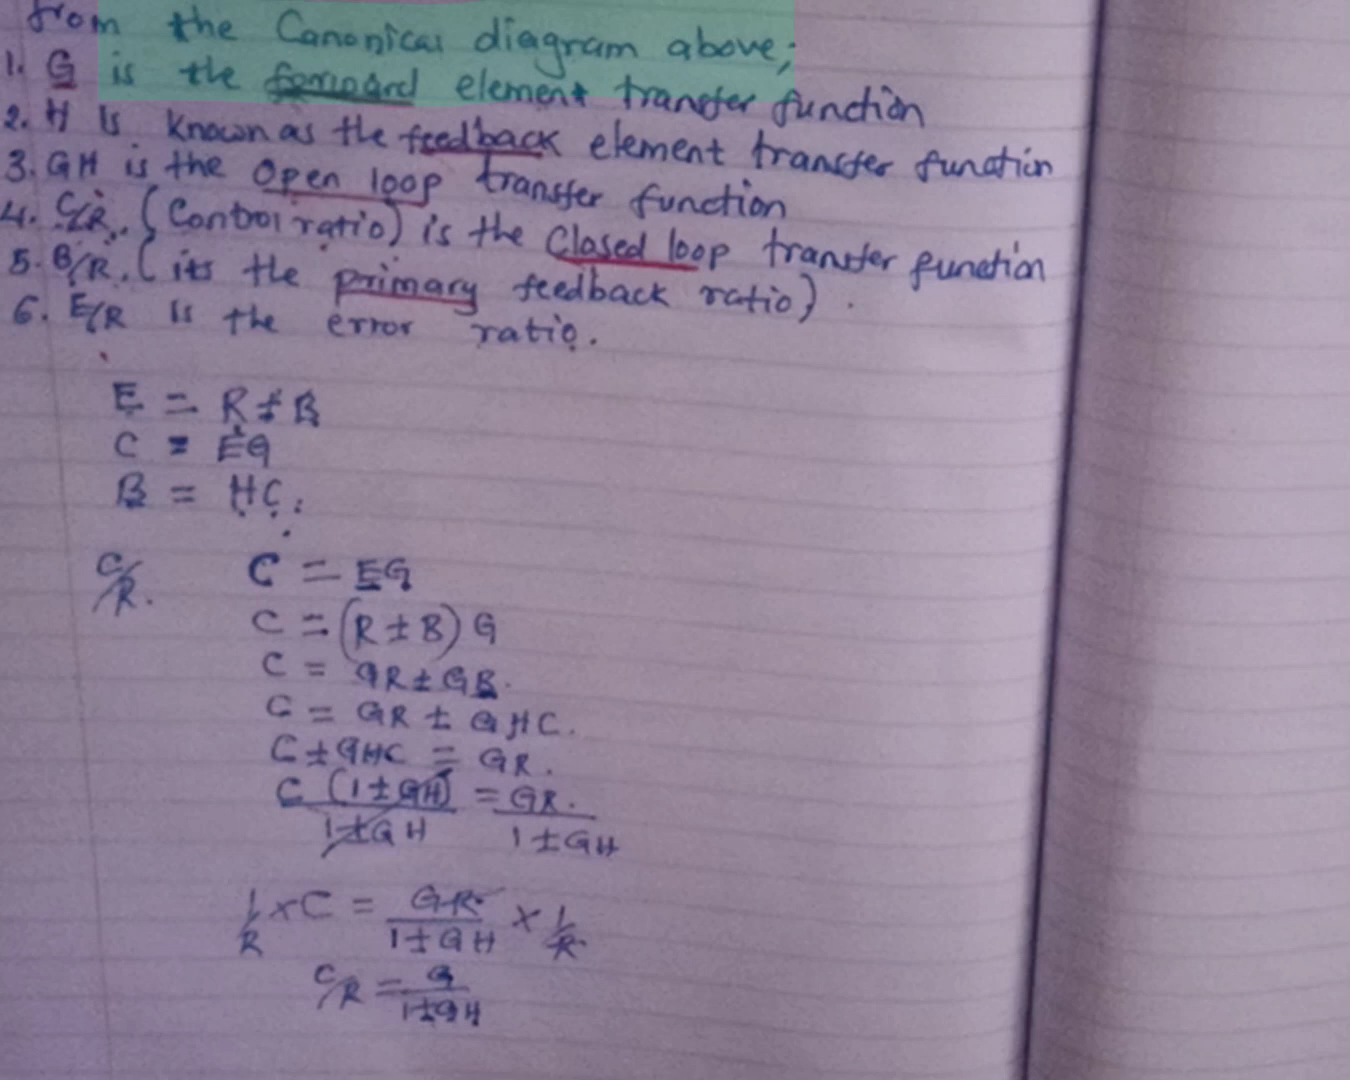 from the Canonical diagram above;
1. G is the forward element transfer function
2. H is known as the feedback element transfer function
3. GH is the open loop transfer function
4. C/R. (Control ratio) is the Closed loop transfer function
5. B/R. (its the primary feedback ratio).
6. E/R is the error ratio.
E = R ± B
C = EG
B = HC.
C/R. C = EG
C = (R ± B) G
C = GR ± GB.
C = GR ± GHC.
C ± GHC = GR.
C (1 ± GH) = GR.
1 ± GH 1 ± GH
1/R × C = GR/1 ± GH × 1/R.
C/R = G/1 ± GH